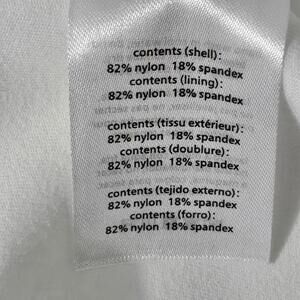 contents (shell):
82% nylon 18% spandex
contents (lining):
82% nylon 18% spandex
contents (tissu extérieur):
82% nylon 18% spandex
contents (doublure):
82% nylon 18% spandex
contents (tejido externo):
82% nylon 18% spandex
contents (forro):
82% nylon 18% spandex